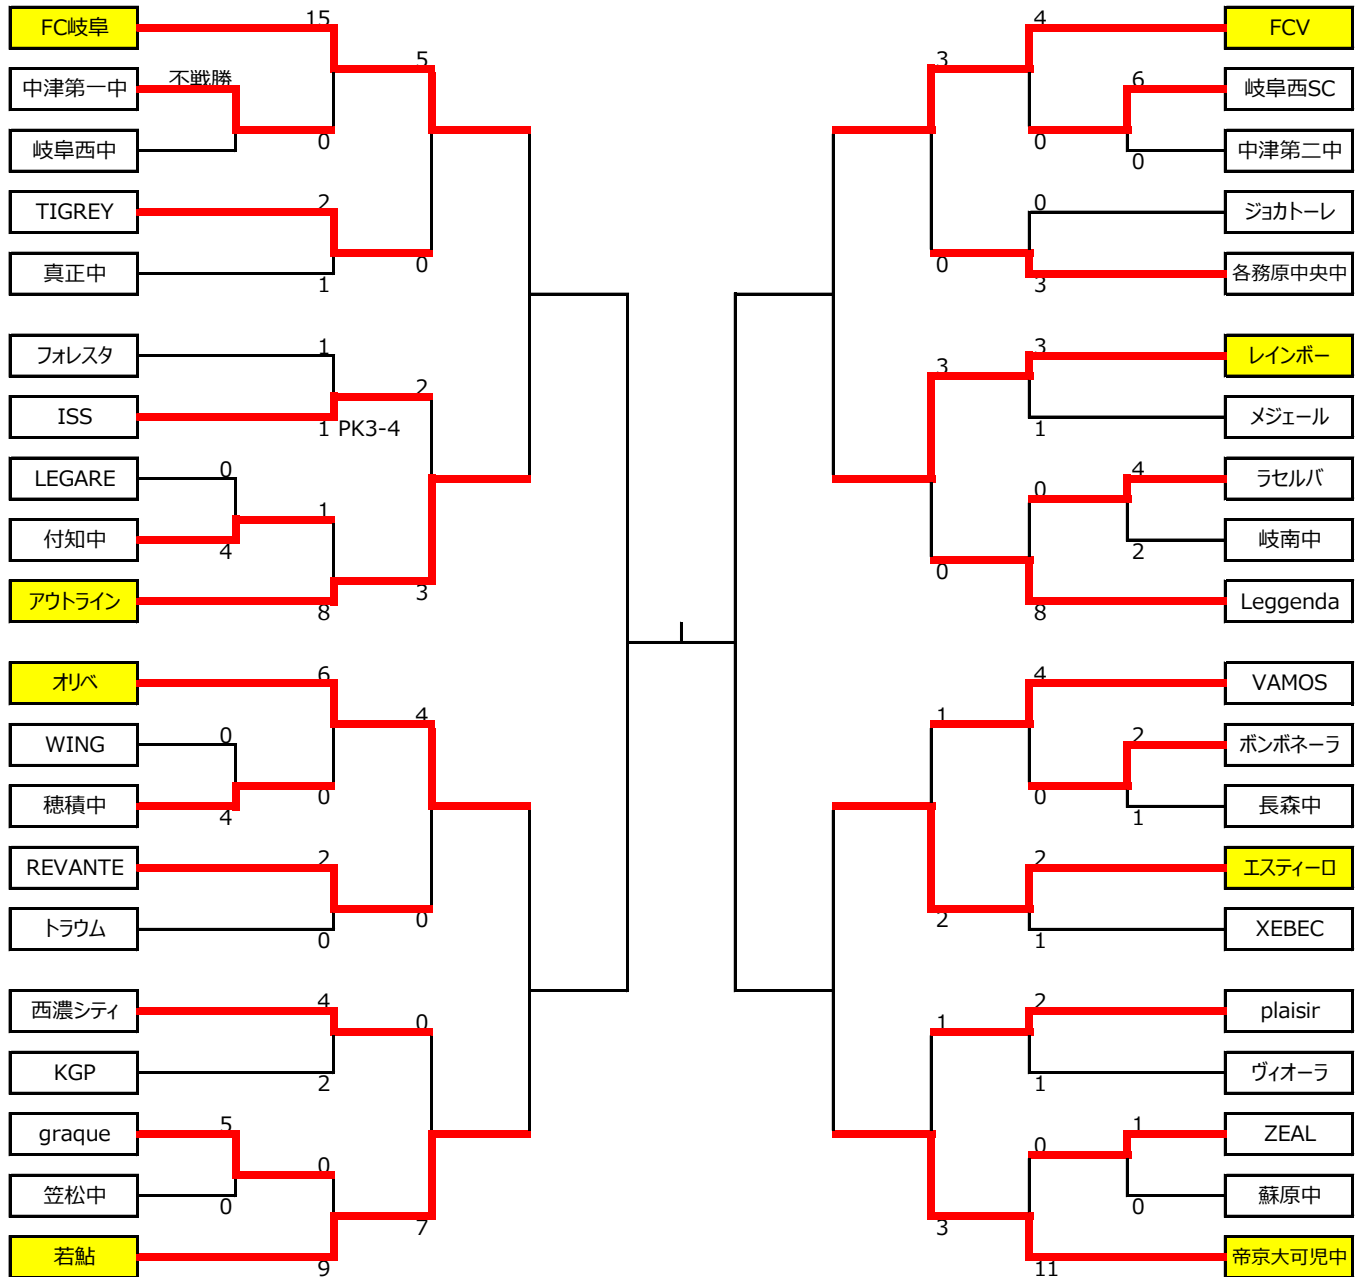 15
4
FC岐阜
FCV
5
3
中津第一中
不戦勝
6
岐阜西SC
0
0
岐阜西中
0
中津第二中
2
0
TIGREY
ジョカトーレ
0
0
真正中
1
3
各務原中央中
1
3
フォレスタ
レインボー
2
3
ISS
1
PK3-4
1
メジェール
LEGARE
0
4
ラセルバ
1
0
付知中
4
2
岐南中
0
アウトライン
3
Leggenda
8
8
オリベ
6
4
VAMOS
4
1
WING
0
2
ボンボネーラ
0
0
穂積中
4
1
長森中
2
2
REVANTE
エスティーロ
0
2
トラウム
0
1
XEBEC
4
2
西濃シティ
plaisir
0
1
KGP
2
1
ヴィオーラ
graque
5
1
ZEAL
0
0
笠松中
0
0
蘇原中
7
3
若鮎
帝京大可児中
9
11